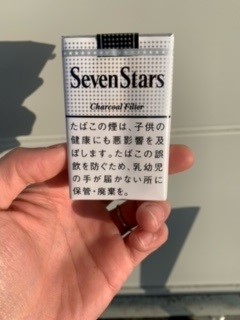 Seven Stars
Charcoal Filter
たばこの煙は、子供の
健康にも悪影響を及
ぼします。たばこの誤
飲を防ぐため、乳幼児
の手が届かない所に
保管・廃棄を。